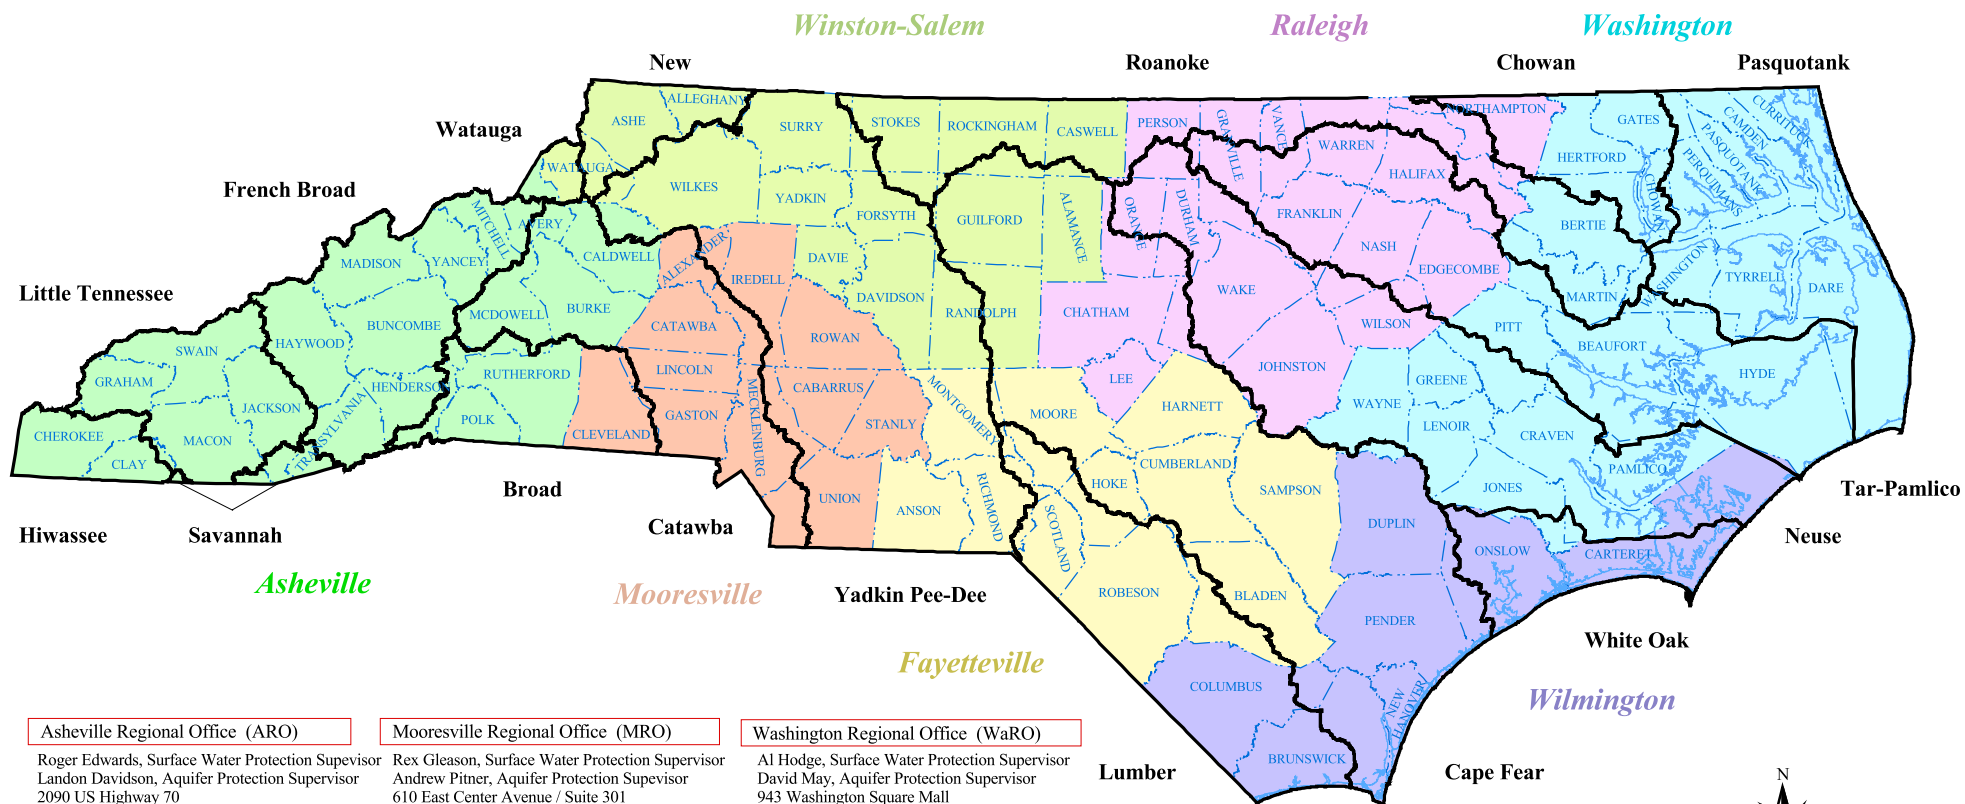 Winston-Salem
Raleigh
Washington
New
Roanoke
Chowan
Pasquotank
Watauga
French Broad
Little Tennessee
Hiwassee
Savannah
Broad
Catawba
Yadkin Pee-Dee
Lumber
Cape Fear
White Oak
Neuse
Tar-Pamlico
Asheville
Mooresville
Fayetteville
Wilmington
ASHE
ALLEGHANY
SURRY
STOKES
ROCKINGHAM
CASWELL
PERSON
GRANVILLE
VANCE
WARREN
NORTHAMPTON
GATES
CURRITUCK
CAMDEN
PASQUOTANK
PERQUIMANS
CHOWAN
HERTFORD
HALIFAX
BERTIE
WATAUGA
WILKES
YADKIN
FORSYTH
GUILFORD
ALAMANCE
ORANGE
DURHAM
FRANKLIN
NASH
EDGECOMBE
MARTIN
WASHINGTON
TYRRELL
DARE
MITCHELL
AVERY
CALDWELL
ALEXANDER
IREDELL
DAVIE
DAVIDSON
RANDOLPH
CHATHAM
WAKE
WILSON
PITT
BEAUFORT
HYDE
MADISON
YANCEY
MCDOWELL
BURKE
CATAWBA
ROWAN
BUNCOMBE
HAYWOOD
SWAIN
GRAHAM
JACKSON
MACON
CHEROKEE
CLAY
TRANSYLVANIA
HENDERSON
RUTHERFORD
POLK
CLEVELAND
LINCOLN
GASTON
MECKLENBURG
CABARRUS
STANLY
UNION
ANSON
MONTGOMERY
RICHMOND
MOORE
LEE
HARNETT
JOHNSTON
WAYNE
GREENE
LENOIR
CRAVEN
PAMLICO
JONES
HOKE
CUMBERLAND
SAMPSON
DUPLIN
ONSLOW
CARTERET
SCOTLAND
ROBESON
BLADEN
PENDER
COLUMBUS
BRUNSWICK
NEW
HANOVER
Asheville Regional Office (ARO)
Roger Edwards, Surface Water Protection Supervisor
Landon Davidson, Aquifer Protection Supervisor
2090 US Highway 70
Mooresville Regional Office (MRO)
Rex Gleason, Surface Water Protection Supervisor
Andrew Pitner, Aquifer Protection Supevisor
610 East Center Avenue / Suite 301
Washington Regional Office (WaRO)
Al Hodge, Surface Water Protection Supervisor
David May, Aquifer Protection Supervisor
943 Washington Square Mall
N